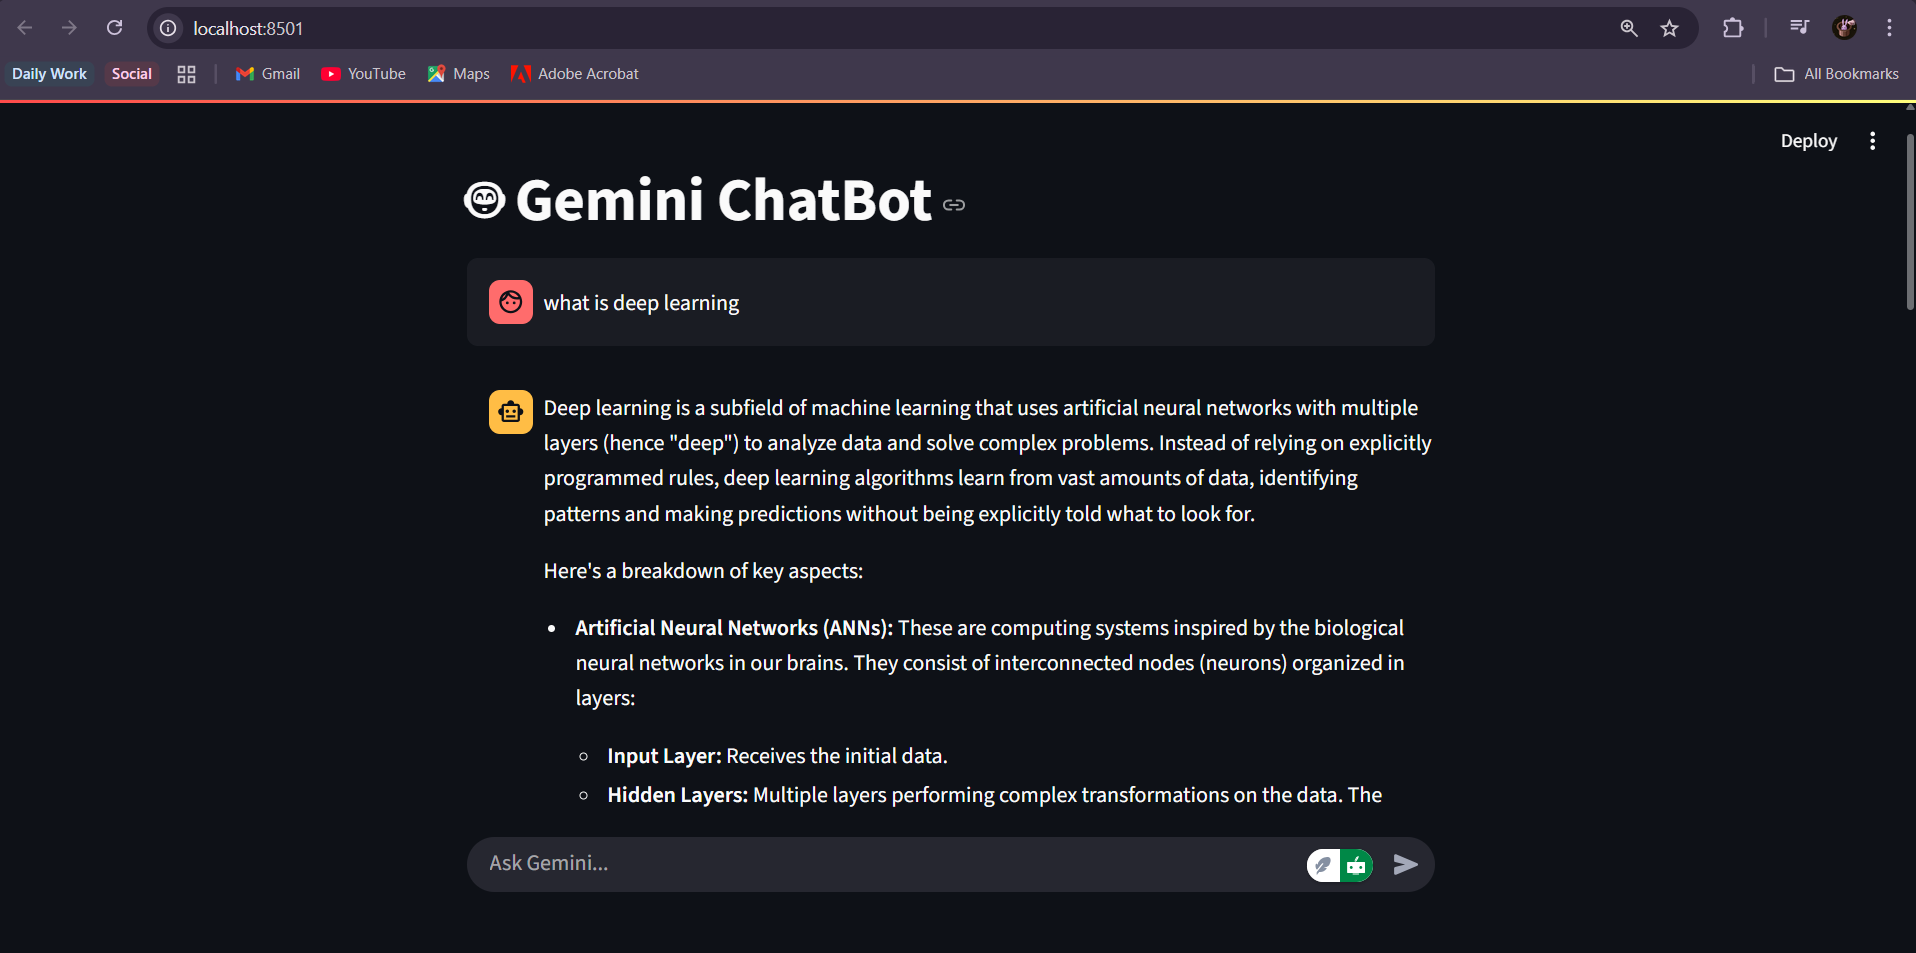 localhost:8501
Daily Work Social Gmail YouTube Maps Adobe Acrobat All Bookmarks
Deploy
Gemini ChatBot
what is deep learning
Deep learning is a subfield of machine learning that uses artificial neural networks with multiple
layers (hence "deep") to analyze data and solve complex problems. Instead of relying on explicitly
programmed rules, deep learning algorithms learn from vast amounts of data, identifying
patterns and making predictions without being explicitly told what to look for.
Here's a breakdown of key aspects:
• Artificial Neural Networks (ANNs): These are computing systems inspired by the biological
neural networks in our brains. They consist of interconnected nodes (neurons) organized in
layers:
◦ Input Layer: Receives the initial data.
◦ Hidden Layers: Multiple layers performing complex transformations on the data. The
Ask Gemini...